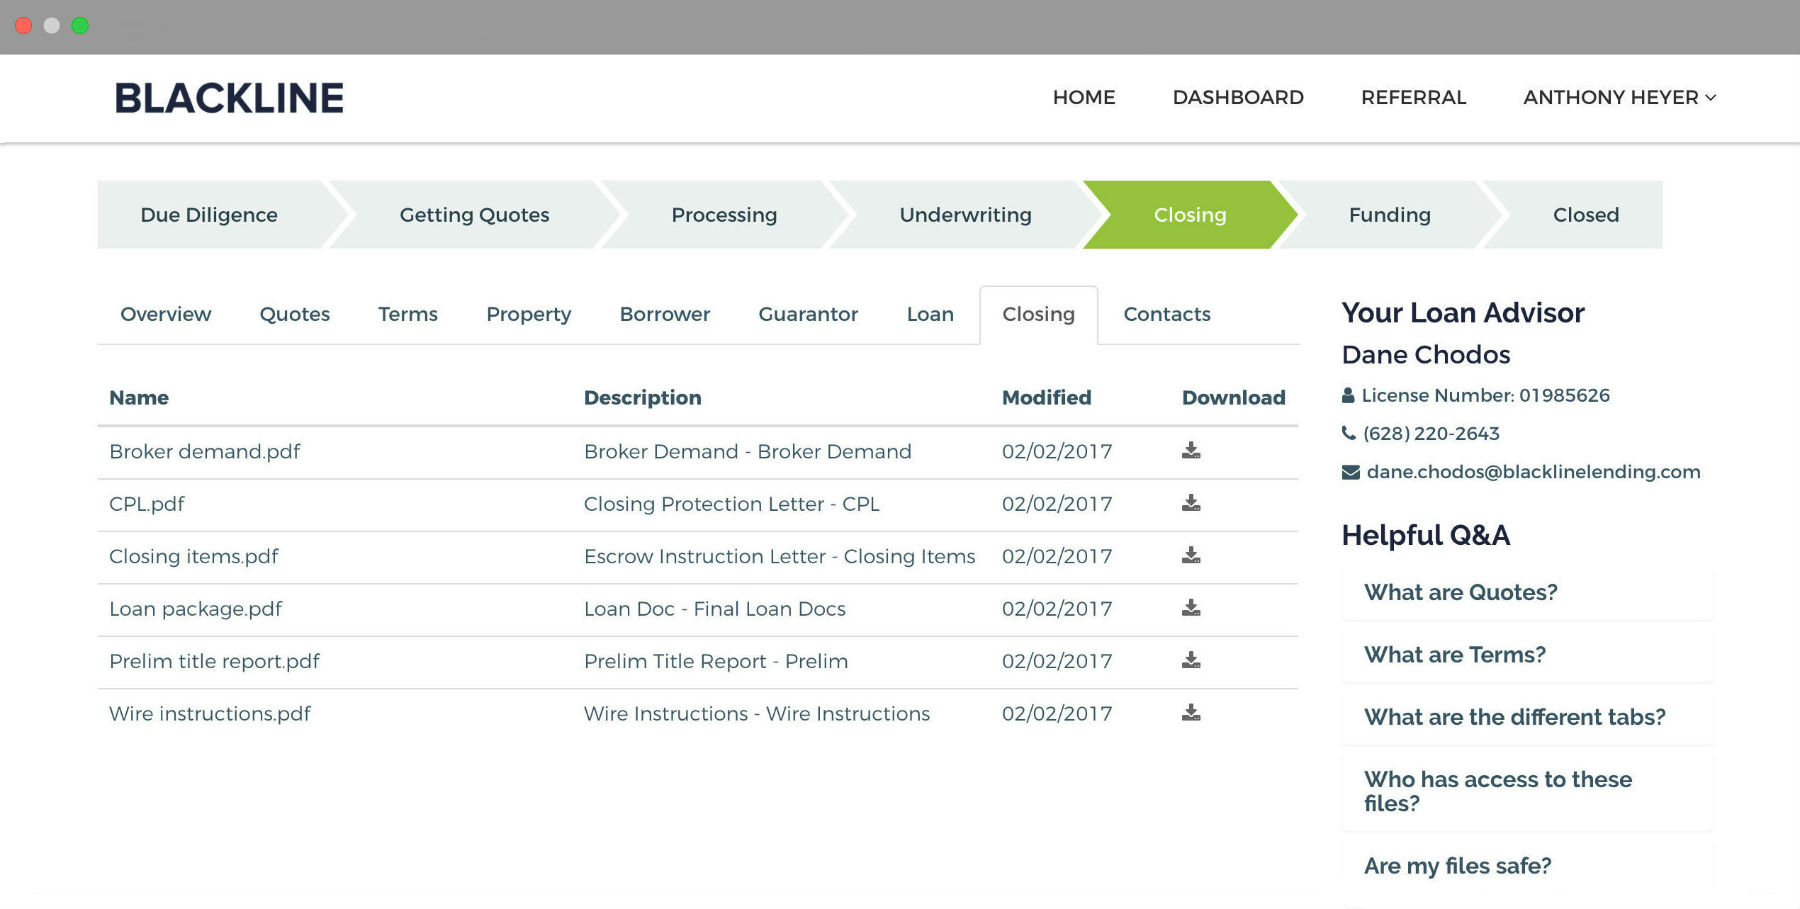 BLACKLINE
HOME DASHBOARD REFERRAL ANTHONY HEYER
Due Diligence Getting Quotes Processing Underwriting Closing Funding Closed
Overview Quotes Terms Property Borrower Guarantor Loan Closing Contacts
Name Description Modified Download
Broker demand.pdf Broker Demand - Broker Demand 02/02/2017
CPL.pdf Closing Protection Letter - CPL 02/02/2017
Closing items.pdf Escrow Instruction Letter - Closing Items 02/02/2017
Loan package.pdf Loan Doc - Final Loan Docs 02/02/2017
Prelim title report.pdf Prelim Title Report - Prelim 02/02/2017
Wire instructions.pdf Wire Instructions - Wire Instructions 02/02/2017
Your Loan Advisor
Dane Chodos
License Number: 01985626
(628) 220-2643
dane.chodos@blacklinelending.com
Helpful Q&A
What are Quotes?
What are Terms?
What are the different tabs?
Who has access to these
files?
Are my files safe?